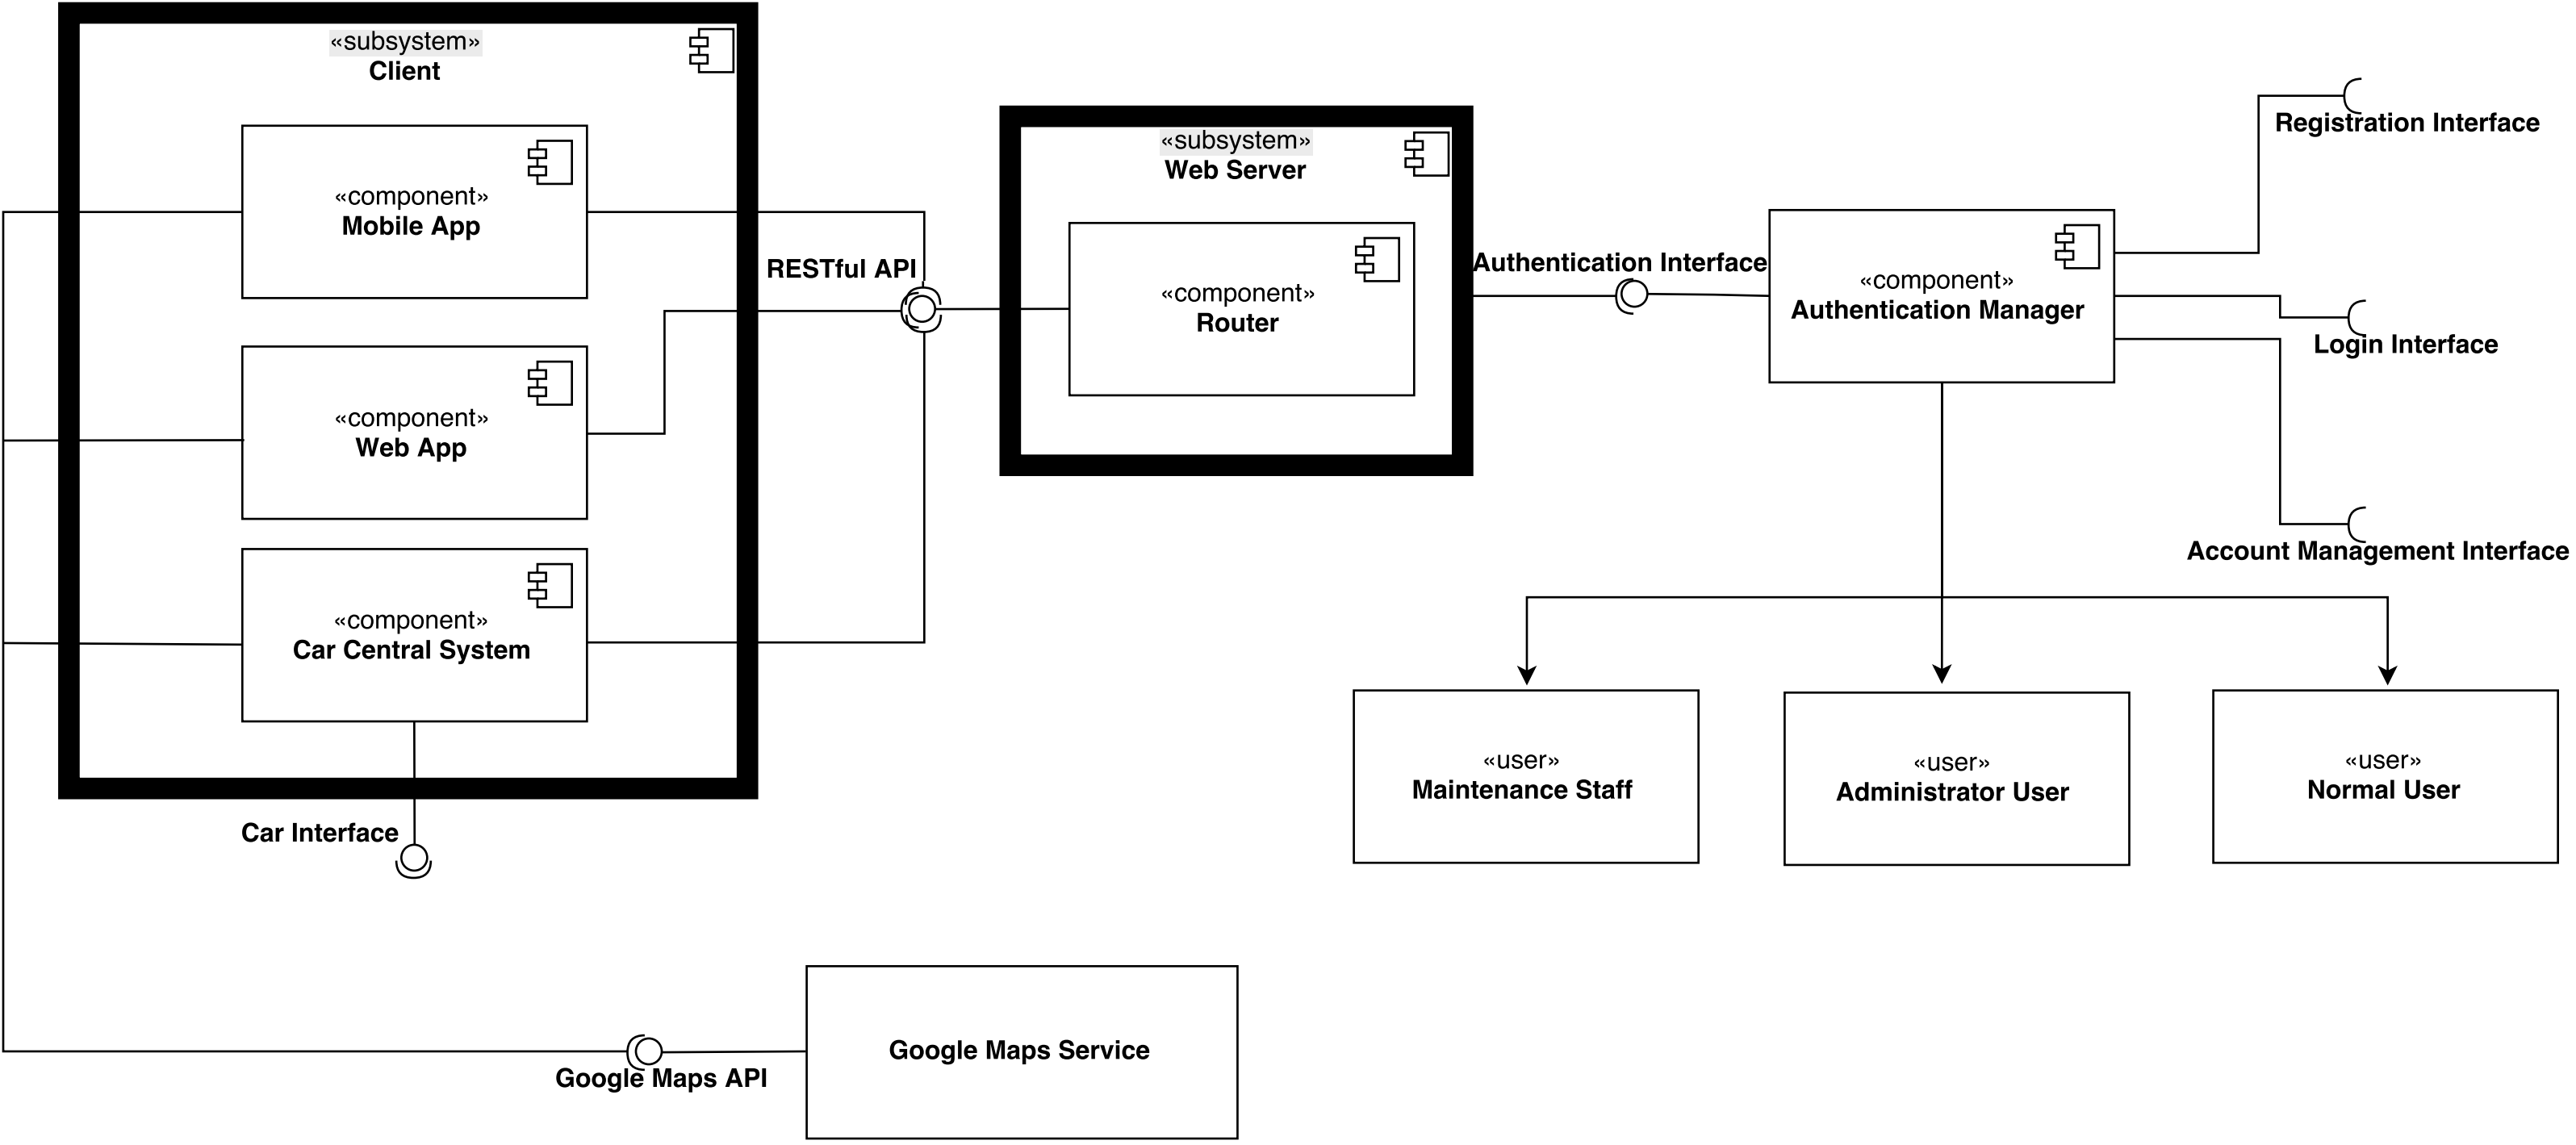 «subsystem»
Client
«component»
Mobile App
«component»
Web App
«component»
Car Central System
Car Interface
RESTful API
«subsystem»
Web Server
«component»
Router
Authentication Interface
«component»
Authentication Manager
Registration Interface
Login Interface
Account Management Interface
«user»
Maintenance Staff
«user»
Administrator User
«user»
Normal User
Google Maps API
Google Maps Service